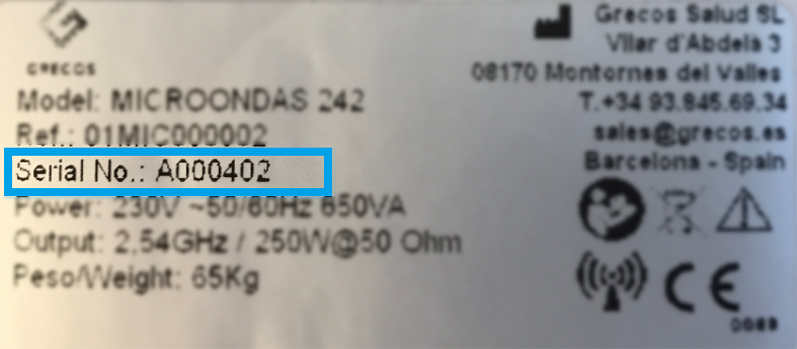 GRECOS
Model: MICROONDAS 242
Ref.: 01MIC000002
Serial No.: A000402
Power: 230V ~50/60Hz 650VA
Output: 2.54GHz / 250W@50 Ohm
Peso/Weight: 65Kg
Grecos Salud SL
Vilar d'Abdela 3
08170 Montornes del Valles
T.+34 93.845.69.34
sales@grecos.es
Barcelona - Spain
CE